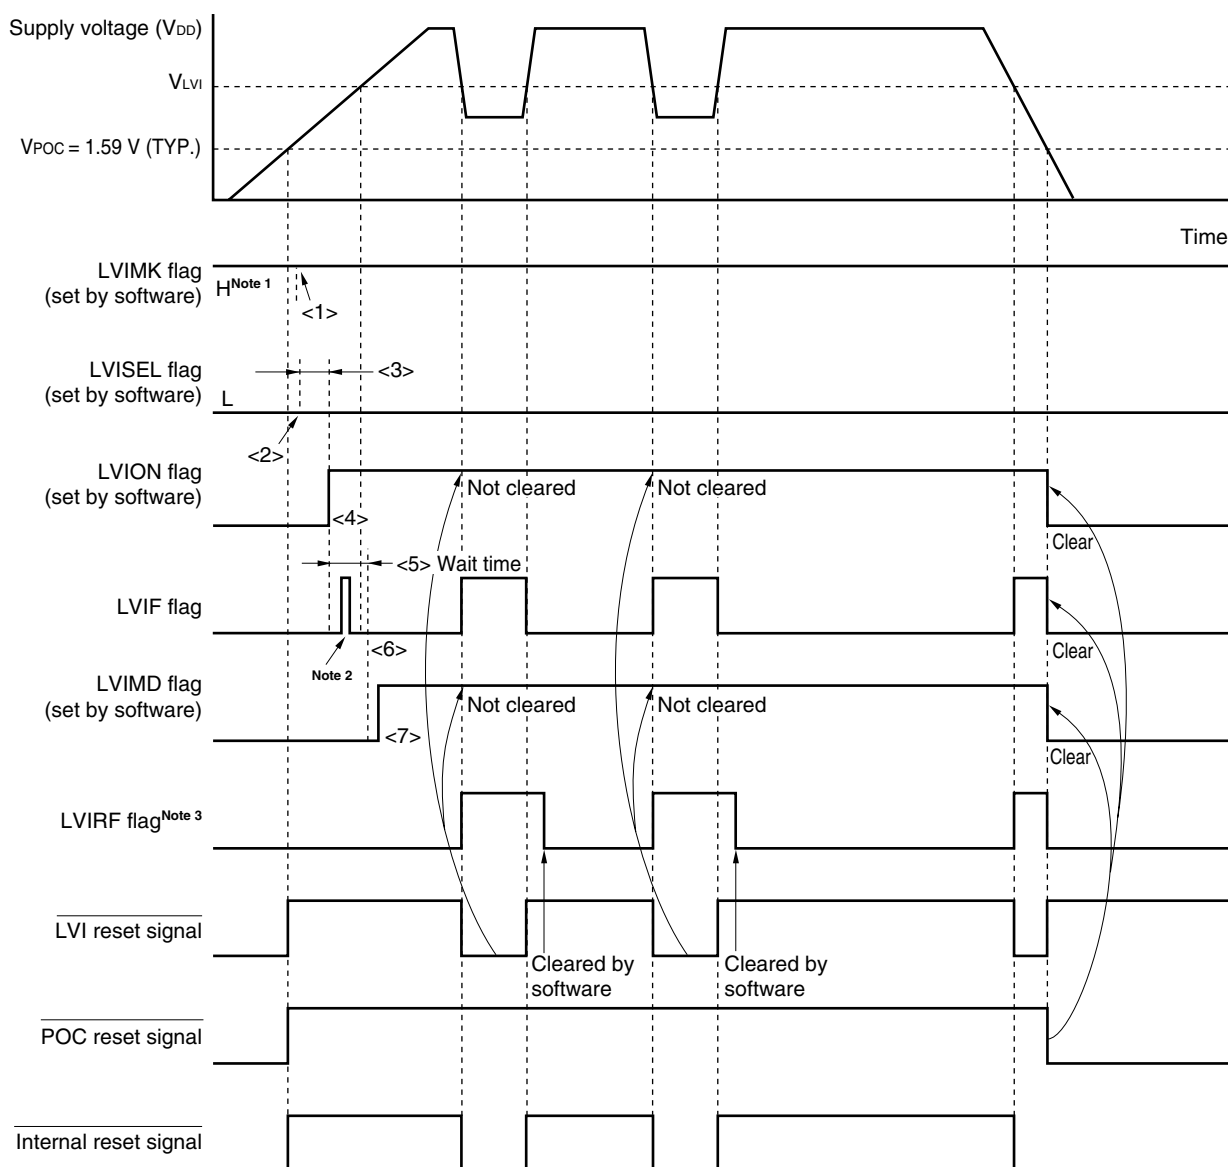 Supply voltage (VDD)
VLVI
VPOC = 1.59 V (TYP.)
Time
LVIMK flag
(set by software)
H Note 1
<1>
LVISEL flag
(set by software)
L
<3>
<2>
LVION flag
(set by software)
Not cleared
Not cleared
<4>
Clear
<5> Wait time
LVIF flag
Note 2
<6>
Clear
LVIMD flag
(set by software)
Not cleared
Not cleared
<7>
Clear
LVIRF flag Note 3
LVI reset signal
Cleared by
software
Cleared by
software
POC reset signal
Internal reset signal